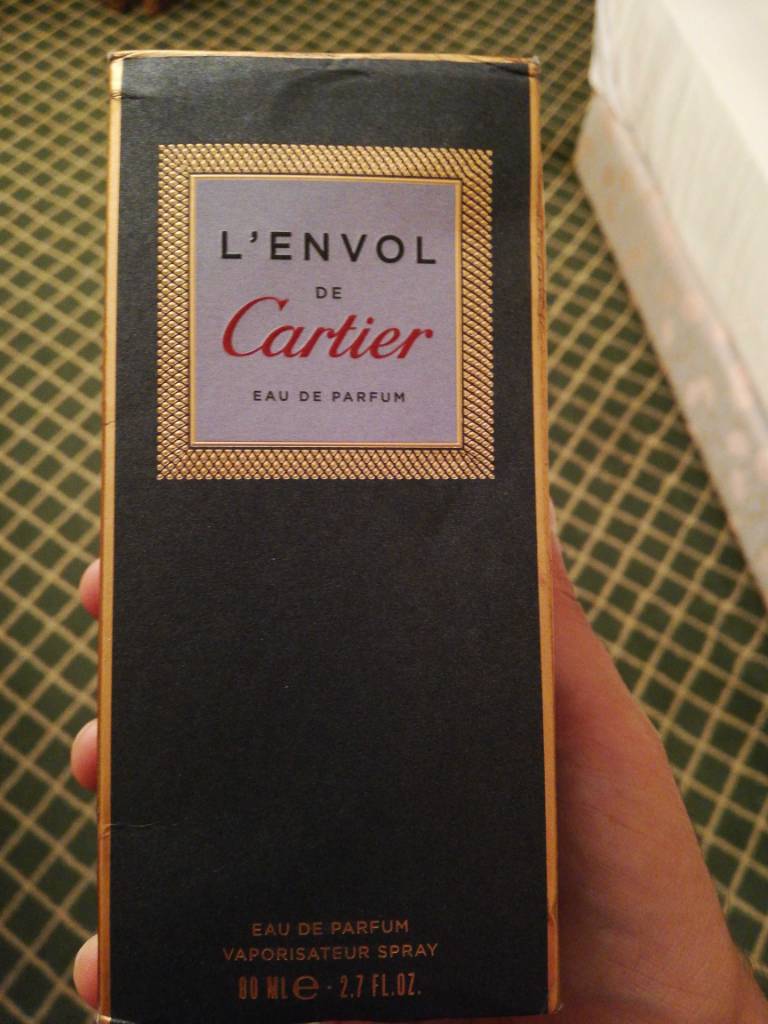 L'ENVOL
DE
Cartier
EAU DE PARFUM
EAU DE PARFUM
VAPORISATEUR SPRAY
80 ML e - 2.7 FL.OZ.